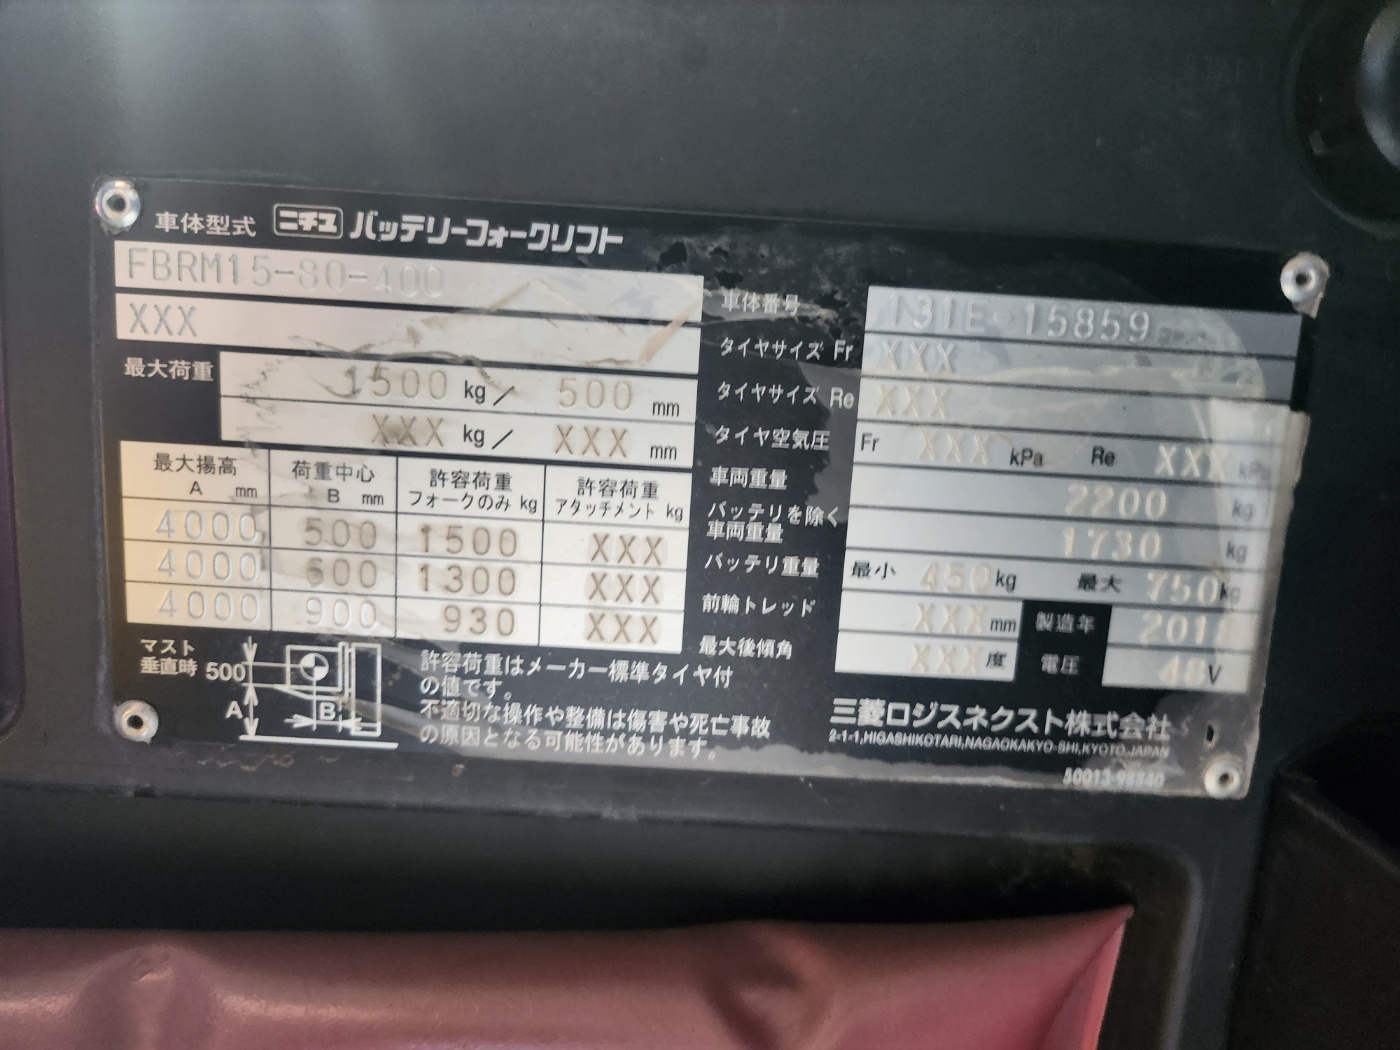 車体型式 ニチユ バッテリーフォークリフト
FBRM15-80-400
XXX
最大荷重 1500 kg / 500 mm
XXX kg / XXX mm
最大揚高 A mm 荷重中心 B mm 許容荷重 フォークのみ kg 許容荷重 アタッチメント kg
4000 500 1500 XXX
4000 600 1300 XXX
4000 900 930 XXX
マスト
垂直時 500
A B
許容荷重はメーカー標準タイヤ付
の値です。
不適切な操作や整備は傷害や死亡事故
の原因となる可能性があります。
車体番号 131E-15859
タイヤサイズ Fr XXX
タイヤサイズ Re XXX
タイヤ空気圧 Fr XXX kPa Re XXX kPa
車両重量 2200 kg
バッテリを除く
車両重量 1730 kg
バッテリ重量 最小 450 kg 最大 750 kg
前輪トレッド XXX mm 製造年
最大後傾角 XXX 度 電圧 48 V
三菱ロジスネクスト株式会社
2-1-1,HIGASHIKOTARI,NAGAOKAKYO-SHI,KYOTO,JAPAN